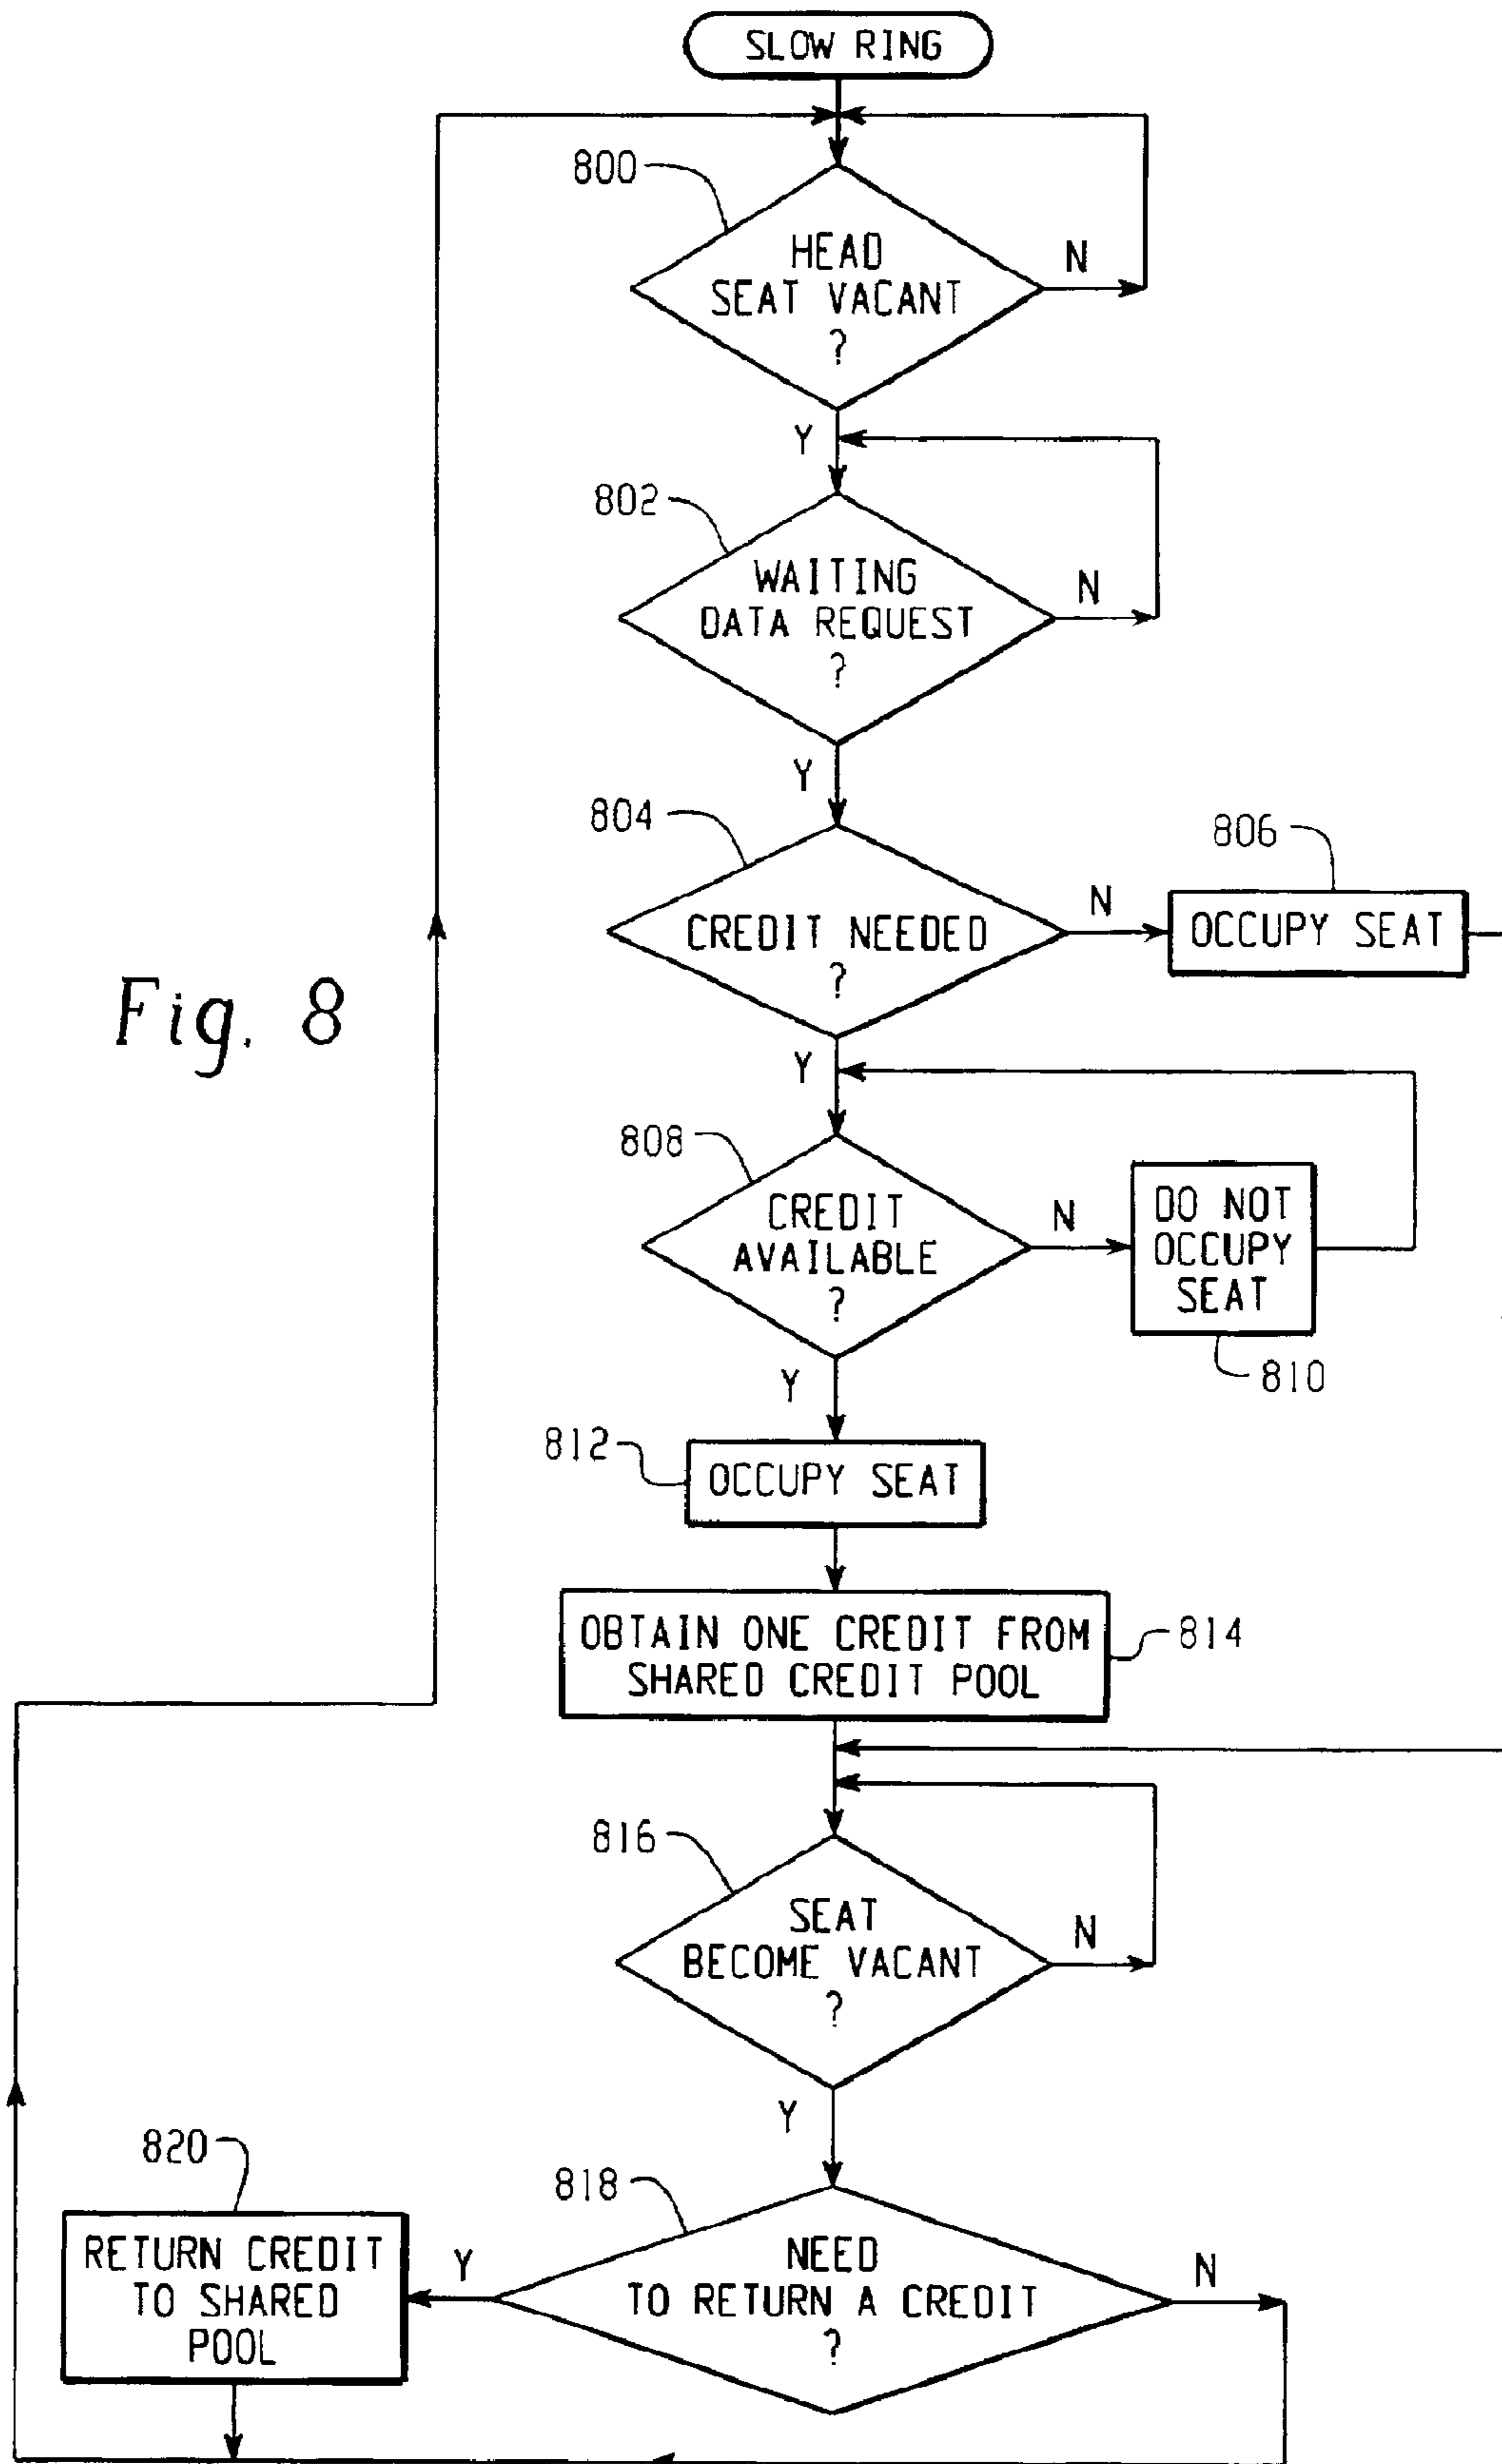 SLOW RING
800
HEAD
SEAT VACANT
?
N
Y
802
WAITING
DATA REQUEST
?
N
Y
804
CREDIT NEEDED
?
N
806
OCCUPY SEAT
Fig. 8
Y
808
CREDIT
AVAILABLE
?
N
DO NOT
OCCUPY
SEAT
810
Y
812
OCCUPY SEAT
OBTAIN ONE CREDIT FROM
SHARED CREDIT POOL
814
816
SEAT
BECOME VACANT
?
N
Y
818
NEED
TO RETURN A CREDIT
?
N
Y
820
RETURN CREDIT
TO SHARED
POOL